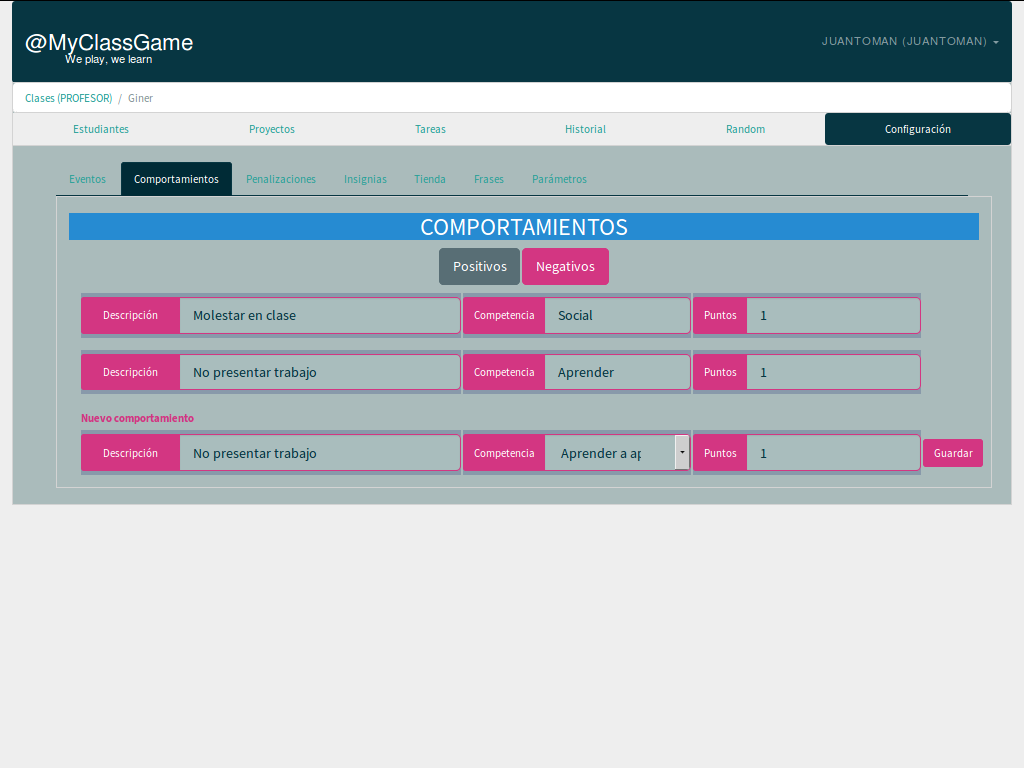 @MyClassGame
We play, we learn
JUANTOMAN (JUANTOMAN)
Clases (PROFESOR) / Giner
Estudiantes Proyectos Tareas Historial Random Configuración
Eventos Comportamientos Penalizaciones Insignias Tienda Frases Parámetros
COMPORTAMIENTOS
Positivos Negativos
Descripción Molestar en clase Competencia Social Puntos 1
Descripción No presentar trabajo Competencia Aprender Puntos 1
Nuevo comportamiento
Descripción No presentar trabajo Competencia Aprender a ap Puntos 1 Guardar